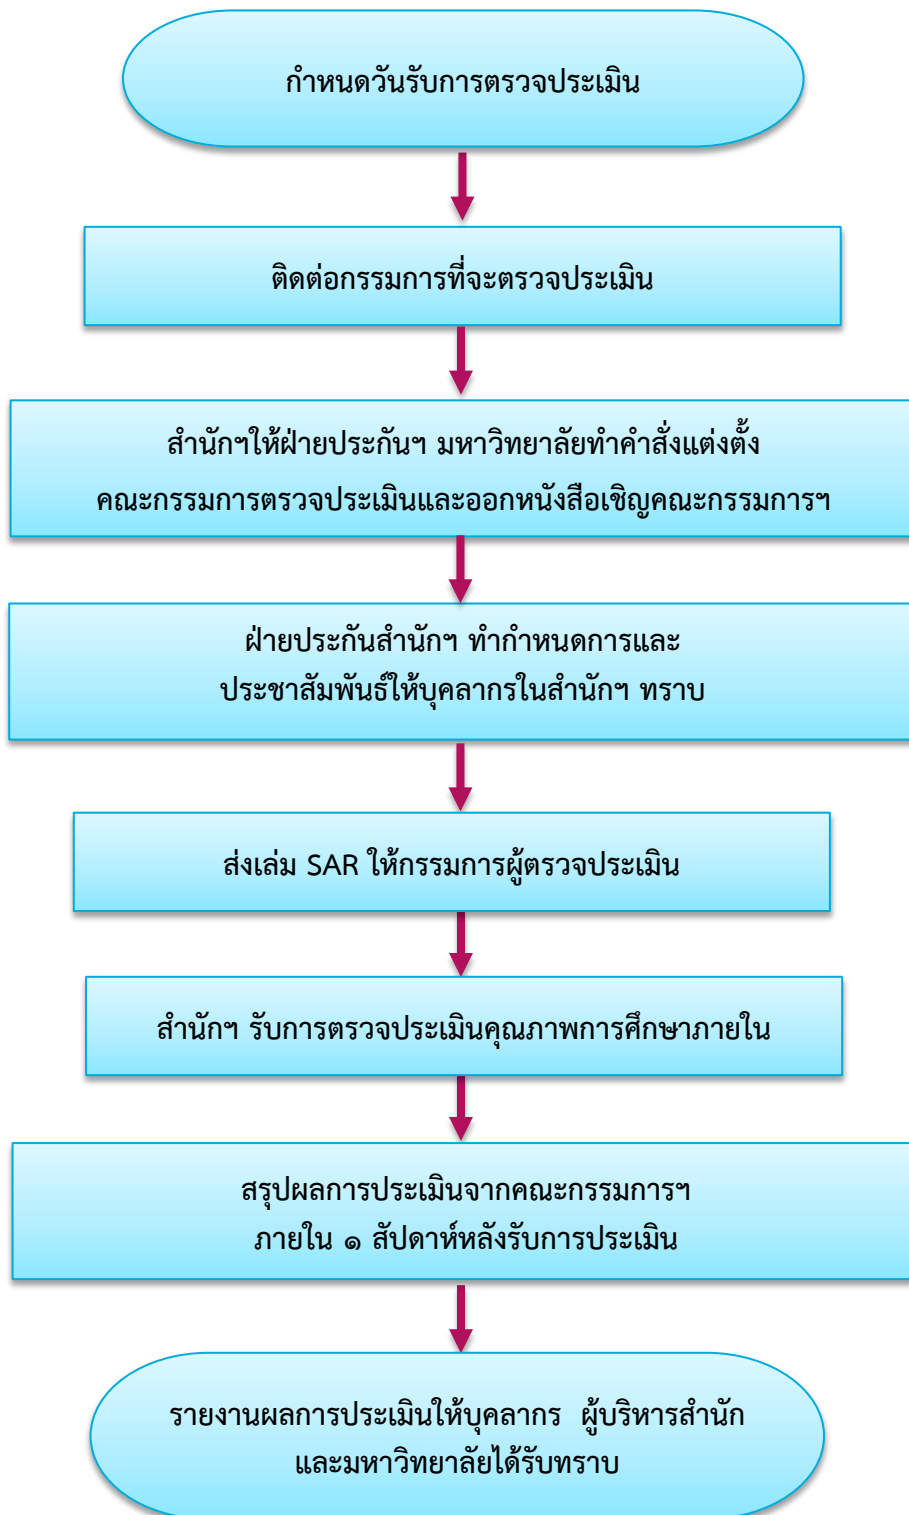 กำหนดวันรับการตรวจประเมิน
ติดต่อกรรมการที่จะตรวจประเมิน
สำนักฯให้ฝ่ายประกันฯ มหาวิทยาลัยทำคำสั่งแต่งตั้ง
คณะกรรมการตรวจประเมินและออกหนังสือเชิญคณะกรรมการฯ
ฝ่ายประกันสำนักฯ ทำกำหนดการและ
ประชาสัมพันธ์ให้บุคลากรในสำนักฯ ทราบ
ส่งเล่ม SAR ให้กรรมการผู้ตรวจประเมิน
สำนักฯ รับการตรวจประเมินคุณภาพการศึกษาภายใน
สรุปผลการประเมินจากคณะกรรมการฯ
ภายใน ๑ สัปดาห์หลังรับการประเมิน
รายงานผลการประเมินให้บุคลากร ผู้บริหารสำนัก
และมหาวิทยาลัยได้รับทราบ